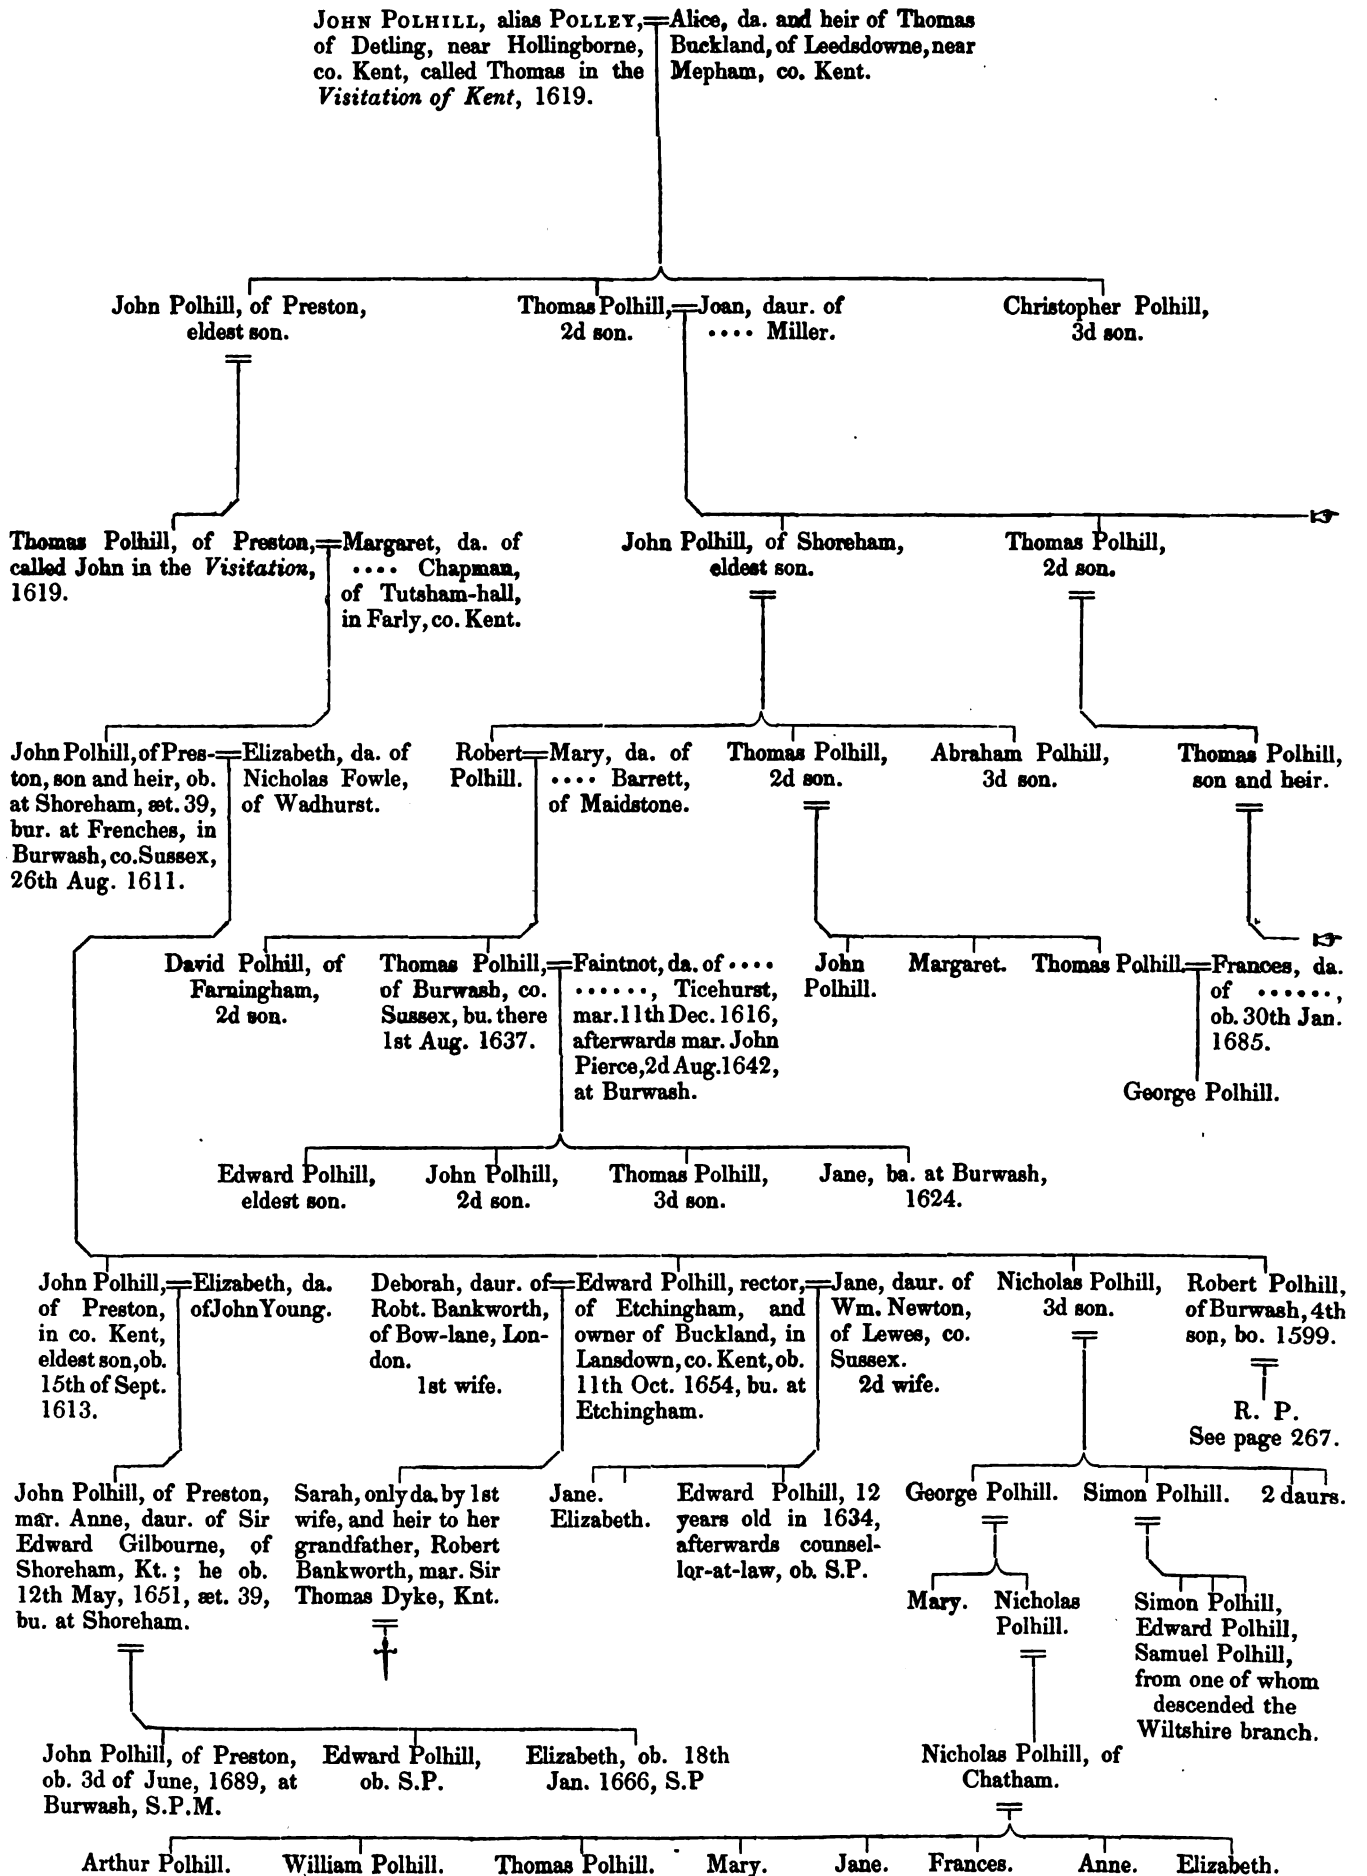 JOHN POLHILL, alias POLLEY,
of Detling, near Hollingborne,
co. Kent, called Thomas in the
Visitation of Kent, 1619.
Alice, da. and heir of Thomas
Buckland, of Leedsdowne, near
Mepham, co. Kent.
John Polhill, of Preston,
eldest son.
Thomas Polhill,
2d son.
Joan, daur. of
.... Miller.
Christopher Polhill,
3d son.
Thomas Polhill, of Preston,
called John in the Visitation,
1619.
Margaret, da. of
.... Chapman,
of Tutsham-hall,
in Farly, co. Kent.
John Polhill, of Shoreham,
eldest son.
Thomas Polhill,
2d son.
John Polhill, of Pres-
ton, son and heir, ob.
at Shoreham, æt. 39,
bur. at Frenches, in
Burwash, co. Sussex,
26th Aug. 1611.
Elizabeth, da. of
Nicholas Fowle,
of Wadhurst.
Robert
Polhill.
Mary, da. of
.... Barrett,
of Maidstone.
Thomas Polhill,
2d son.
Abraham Polhill,
3d son.
Thomas Polhill,
son and heir.
David Polhill, of
Farningham,
2d son.
Thomas Polhill,
of Burwash, co.
Sussex, bu. there
1st Aug. 1637.
Faintnot, da. of ....
......, Ticehurst,
mar. 11th Dec. 1616,
afterwards mar. John
Pierce, 2d Aug. 1642,
at Burwash.
John
Polhill.
Margaret.
Thomas Polhill.
Frances, da.
of ......,
ob. 30th Jan.
1685.
George Polhill.
Edward Polhill,
eldest son.
John Polhill,
2d son.
Thomas Polhill,
3d son.
Jane, ba. at Burwash,
1624.
John Polhill,
of Preston,
in co. Kent,
eldest son, ob.
15th of Sept.
1613.
Elizabeth, da.
of John Young.
Deborah, daur. of
Robt. Bankworth,
of Bow-lane, Lon-
don.
1st wife.
Edward Polhill, rector,
of Etchingham, and
owner of Buckland, in
Lansdown, co. Kent, ob.
11th Oct. 1654, bu. at
Etchingham.
Jane, daur. of
Wm. Newton,
of Lewes, co.
Sussex.
2d wife.
Nicholas Polhill,
3d son.
Robert Polhill,
of Burwash, 4th
son, bo. 1599.
R. P.
See page 267.
John Polhill, of Preston,
mar. Anne, daur. of Sir
Edward Gilbourne, of
Shoreham, Kt.; he ob.
12th May, 1651, æt. 39,
bu. at Shoreham.
Sarah, only da. by 1st
wife, and heir to her
grandfather, Robert
Bankworth, mar. Sir
Thomas Dyke, Knt.
Jane.
Elizabeth.
Edward Polhill, 12
years old in 1634,
afterwards counsel-
lor-at-law, ob. S.P.
George Polhill.
Simon Polhill.
2 daurs.
Mary.
Nicholas
Polhill.
Simon Polhill,
Edward Polhill,
Samuel Polhill,
from one of whom
descended the
Wiltshire branch.
John Polhill, of Preston,
ob. 3d of June, 1689, at
Burwash, S.P.M.
Edward Polhill,
ob. S.P.
Elizabeth, ob. 18th
Jan. 1666, S.P
Nicholas Polhill, of
Chatham.
Arthur Polhill.
William Polhill.
Thomas Polhill.
Mary.
Jane.
Frances.
Anne.
Elizabeth.